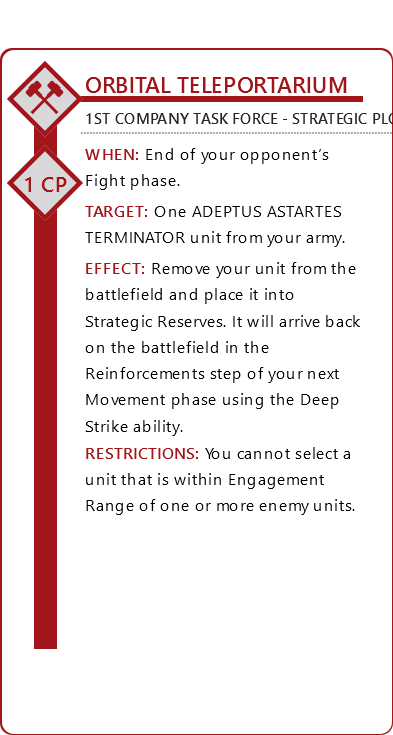 ORBITAL TELEPORTARIUM
1ST COMPANY TASK FORCE - STRATEGIC PLO
1 CP
WHEN: End of your opponent's
Fight phase.
TARGET: One ADEPTUS ASTARTES
TERMINATOR unit from your army.
EFFECT: Remove your unit from the
battlefield and place it into
Strategic Reserves. It will arrive back
on the battlefield in the
Reinforcements step of your next
Movement phase using the Deep
Strike ability.
RESTRICTIONS: You cannot select a
unit that is within Engagement
Range of one or more enemy units.